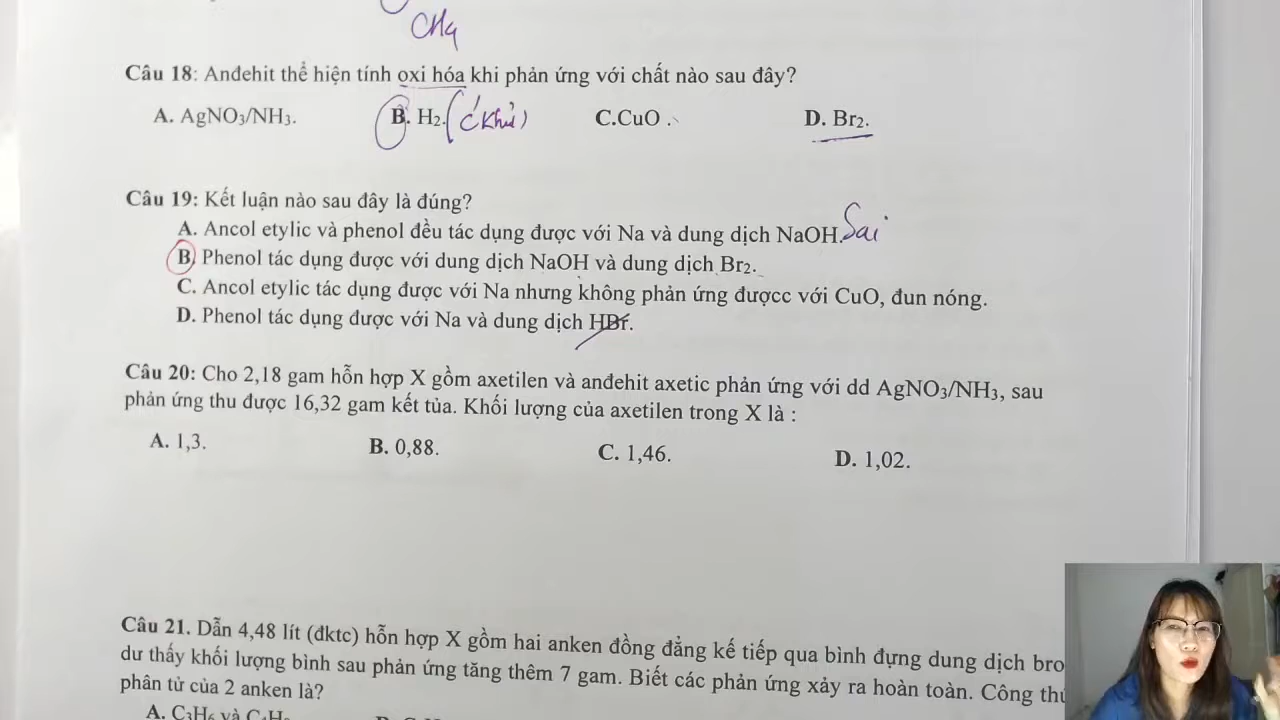 CH4
Câu 18: Anđehit thể hiện tính oxi hóa khi phản ứng với chất nào sau đây?
A. AgNO3/NH3. B. H2. (c khử) C.CuO . D. Br2.
Câu 19: Kết luận nào sau đây là đúng?
A. Ancol etylic và phenol đều tác dụng được với Na và dung dịch NaOH. Sai
B. Phenol tác dụng được với dung dịch NaOH và dung dịch Br2.
C. Ancol etylic tác dụng được với Na nhưng không phản ứng đượcc với CuO, đun nóng.
D. Phenol tác dụng được với Na và dung dịch HBr.
Câu 20: Cho 2,18 gam hỗn hợp X gồm axetilen và anđehit axetic phản ứng với dd AgNO3/NH3, sau
phản ứng thu được 16,32 gam kết tủa. Khối lượng của axetilen trong X là :
A. 1,3. B. 0,88. C. 1,46. D. 1,02.
Câu 21. Dẫn 4,48 lít (đktc) hỗn hợp X gồm hai anken đồng đẳng kế tiếp qua bình đựng dung dịch bro
dư thấy khối lượng bình sau phản ứng tăng thêm 7 gam. Biết các phản ứng xảy ra hoàn toàn. Công thứ
phân tử của 2 anken là?
A. C3H6 và